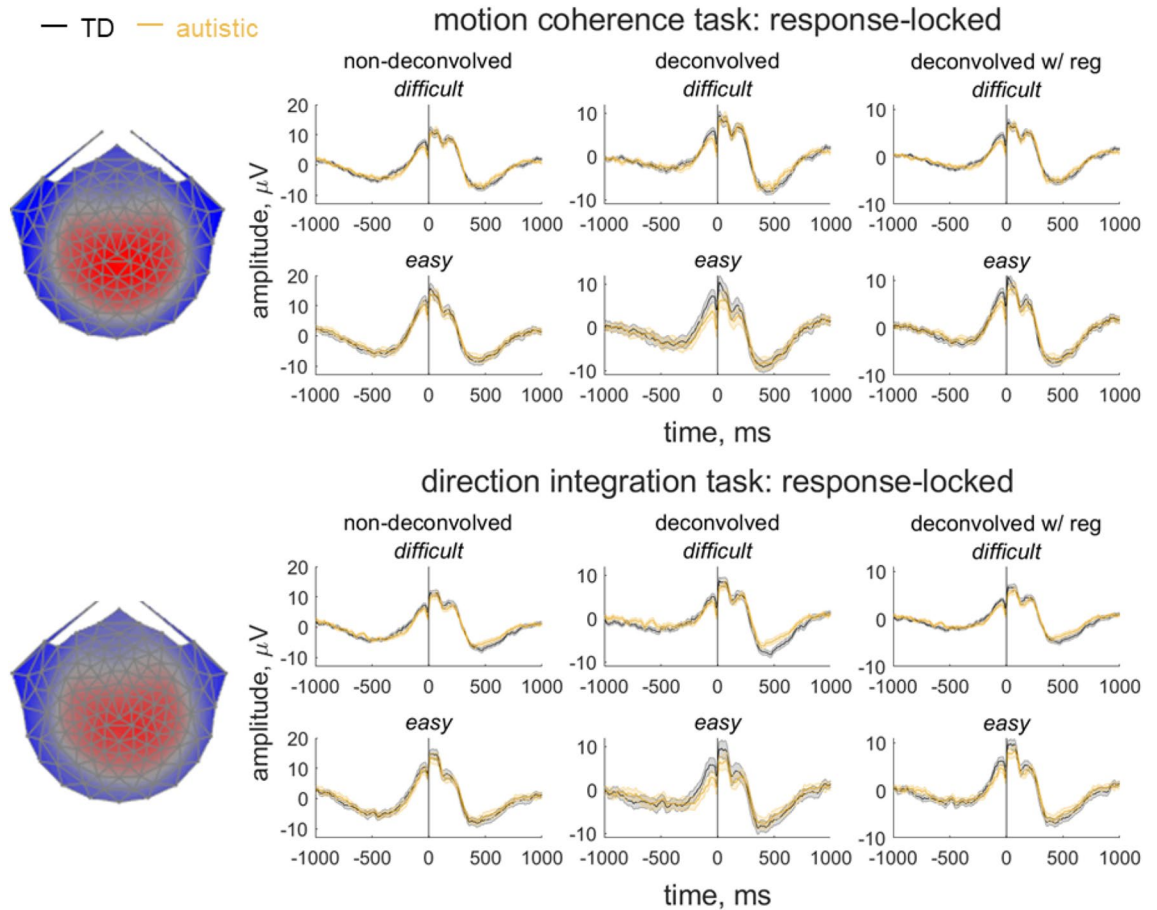 TD autistic
motion coherence task: response-locked
non-deconvolved deconvolved deconvolved w/ reg
difficult difficult difficult
20 10 10
10
0 0 0
-10 -10 -10
-1000 -500 0 500 1000 -1000 -500 0 500 1000 -1000 -500 0 500 1000
amplitude, μV
easy easy easy
20 10 10
10
0 0 0
-10 -10 -10
-1000 -500 0 500 1000 -1000 -500 0 500 1000 -1000 -500 0 500 1000
time, ms
direction integration task: response-locked
non-deconvolved deconvolved deconvolved w/ reg
difficult difficult difficult
20 10 10
10
0 0 0
-10 -10 -10
-1000 -500 0 500 1000 -1000 -500 0 500 1000 -1000 -500 0 500 1000
amplitude, μV
easy easy easy
20 10 10
10
0 0 0
-10 -10 -10
-1000 -500 0 500 1000 -1000 -500 0 500 1000 -1000 -500 0 500 1000
time, ms